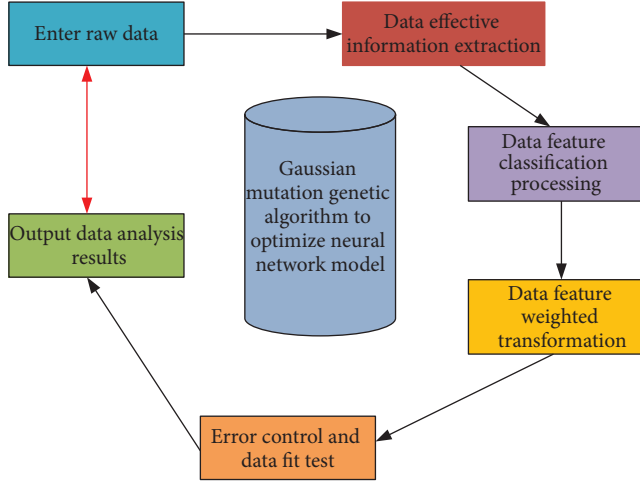 Enter raw data
Data effective
information extraction
Data feature
classification
processing
Gaussian
mutation genetic
algorithm to
optimize neural
network model
Output data analysis
results
Data feature
weighted
transformation
Error control and
data fit test